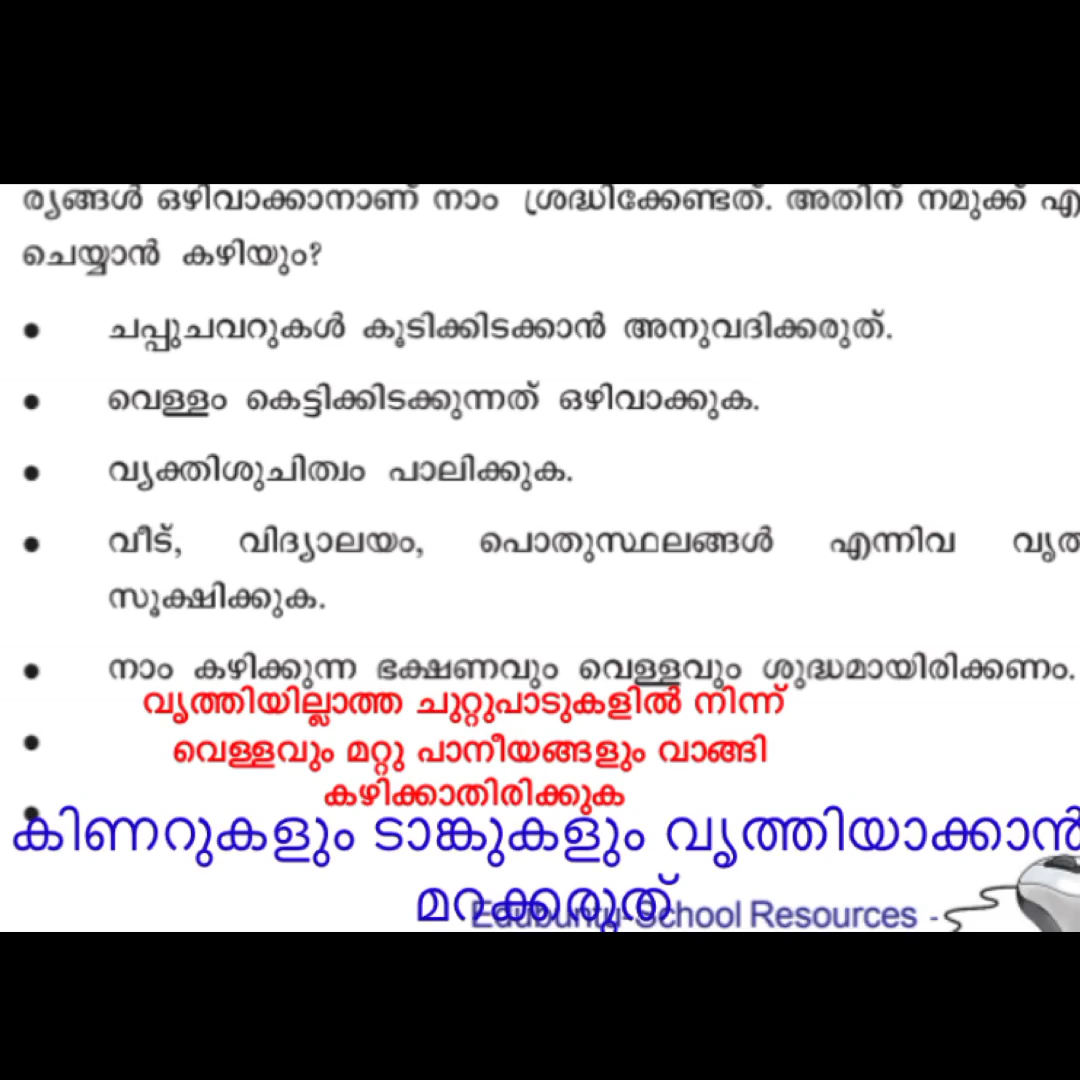 ര്യങ്ങൾ ഒഴിവാക്കാനാണ് നാം ശ്രദ്ധിക്കേണ്ടത്. അതിന് നമുക്ക് എ
ചെയ്യാൻ കഴിയും?
● ചപ്പുചവറുകൾ കൂടിക്കിടക്കാൻ അനുവദിക്കരുത്.
● വെള്ളം കെട്ടിക്കിടക്കുന്നത് ഒഴിവാക്കുക.
● വ്യക്തിശുചിത്വം പാലിക്കുക.
● വീട്, വിദ്യാലയം, പൊതുസ്ഥലങ്ങൾ എന്നിവ
സൂക്ഷിക്കുക.
● നാം കഴിക്കുന്ന ഭക്ഷണവും വെള്ളവും ശുദ്ധമായിരിക്കണം.
വൃത്തിയില്ലാത്ത ചുറ്റുപാടുകളിൽ നിന്ന്
● വെള്ളവും മറ്റു പാനീയങ്ങളും വാങ്ങി
കഴിക്കാതിരിക്കുക
● കിണറുകളും ടാങ്കുകളും വൃത്തിയാക്കാൻ
മറക്കരുത്
Edubuntu-School Resources -